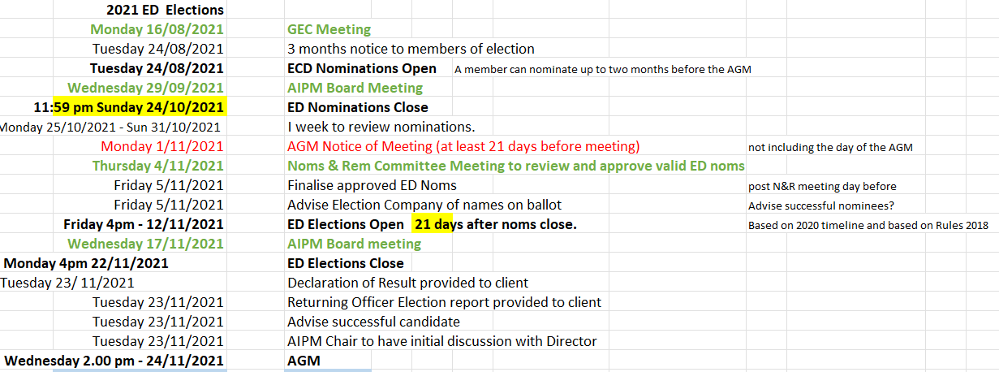 2021 ED Elections
Monday 16/08/2021 GEC Meeting
Tuesday 24/08/2021 3 months notice to members of election
Tuesday 24/08/2021 ECD Nominations Open A member can nominate up to two months before the AGM
Wednesday 29/09/2021 AIPM Board Meeting
11:59 pm Sunday 24/10/2021 ED Nominations Close
Monday 25/10/2021 - Sun 31/10/2021 I week to review nominations.
Monday 1/11/2021 AGM Notice of Meeting (at least 21 days before meeting) not including the day of the AGM
Thursday 4/11/2021 Noms & Rem Committee Meeting to review and approve valid ED noms
Friday 5/11/2021 Finalise approved ED Noms post N&R meeting day before
Friday 5/11/2021 Advise Election Company of names on ballot Advise successful nominees?
Friday 4pm - 12/11/2021 ED Elections Open 21 days after noms close. Based on 2020 timeline and based on Rules 2018
Wednesday 17/11/2021 AIPM Board meeting
Monday 4pm 22/11/2021 ED Elections Close
Tuesday 23/ 11/2021 Declaration of Result provided to client
Tuesday 23/11/2021 Returning Officer Election report provided to client
Tuesday 23/11/2021 Advise successful candidate
Tuesday 23/11/2021 AIPM Chair to have initial discussion with Director
Wednesday 2.00 pm - 24/11/2021 AGM